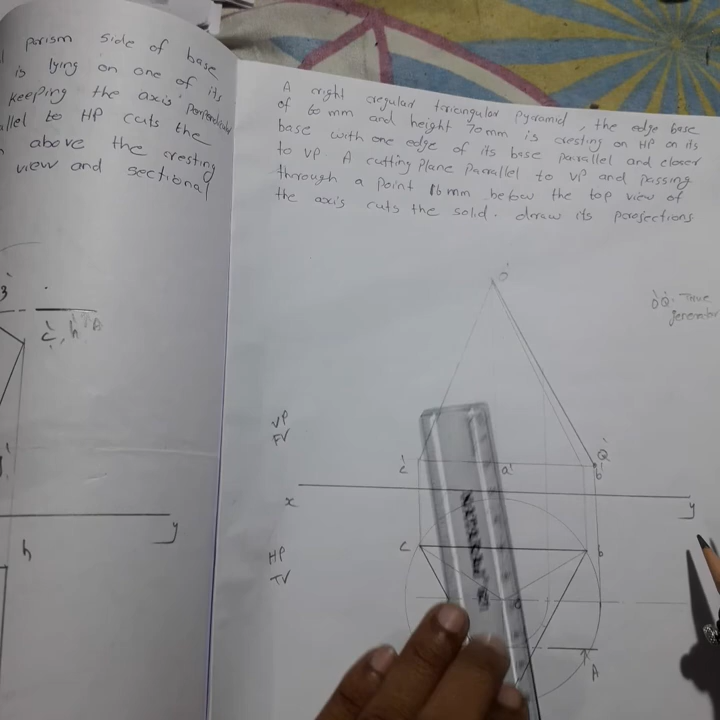 prism side of base
is lying on one of its
keeping the axis perpendicular
to HP cuts the
above the resting
view and sectional
A right regular triangular pyramid, the edge base
of 60 mm and height 70 mm is resting on HP on its
base with one edge of its base parallel and closer
to VP A cutting plane parallel to VP and passing
through a point 16 mm below the top view of
the axis cuts the solid. draw its prosections
3
c', h'
y
h
o'
o'Q' True
VP
FV
c'
a'
Q'
b'
x
y
c
b
HP
TV
o
A